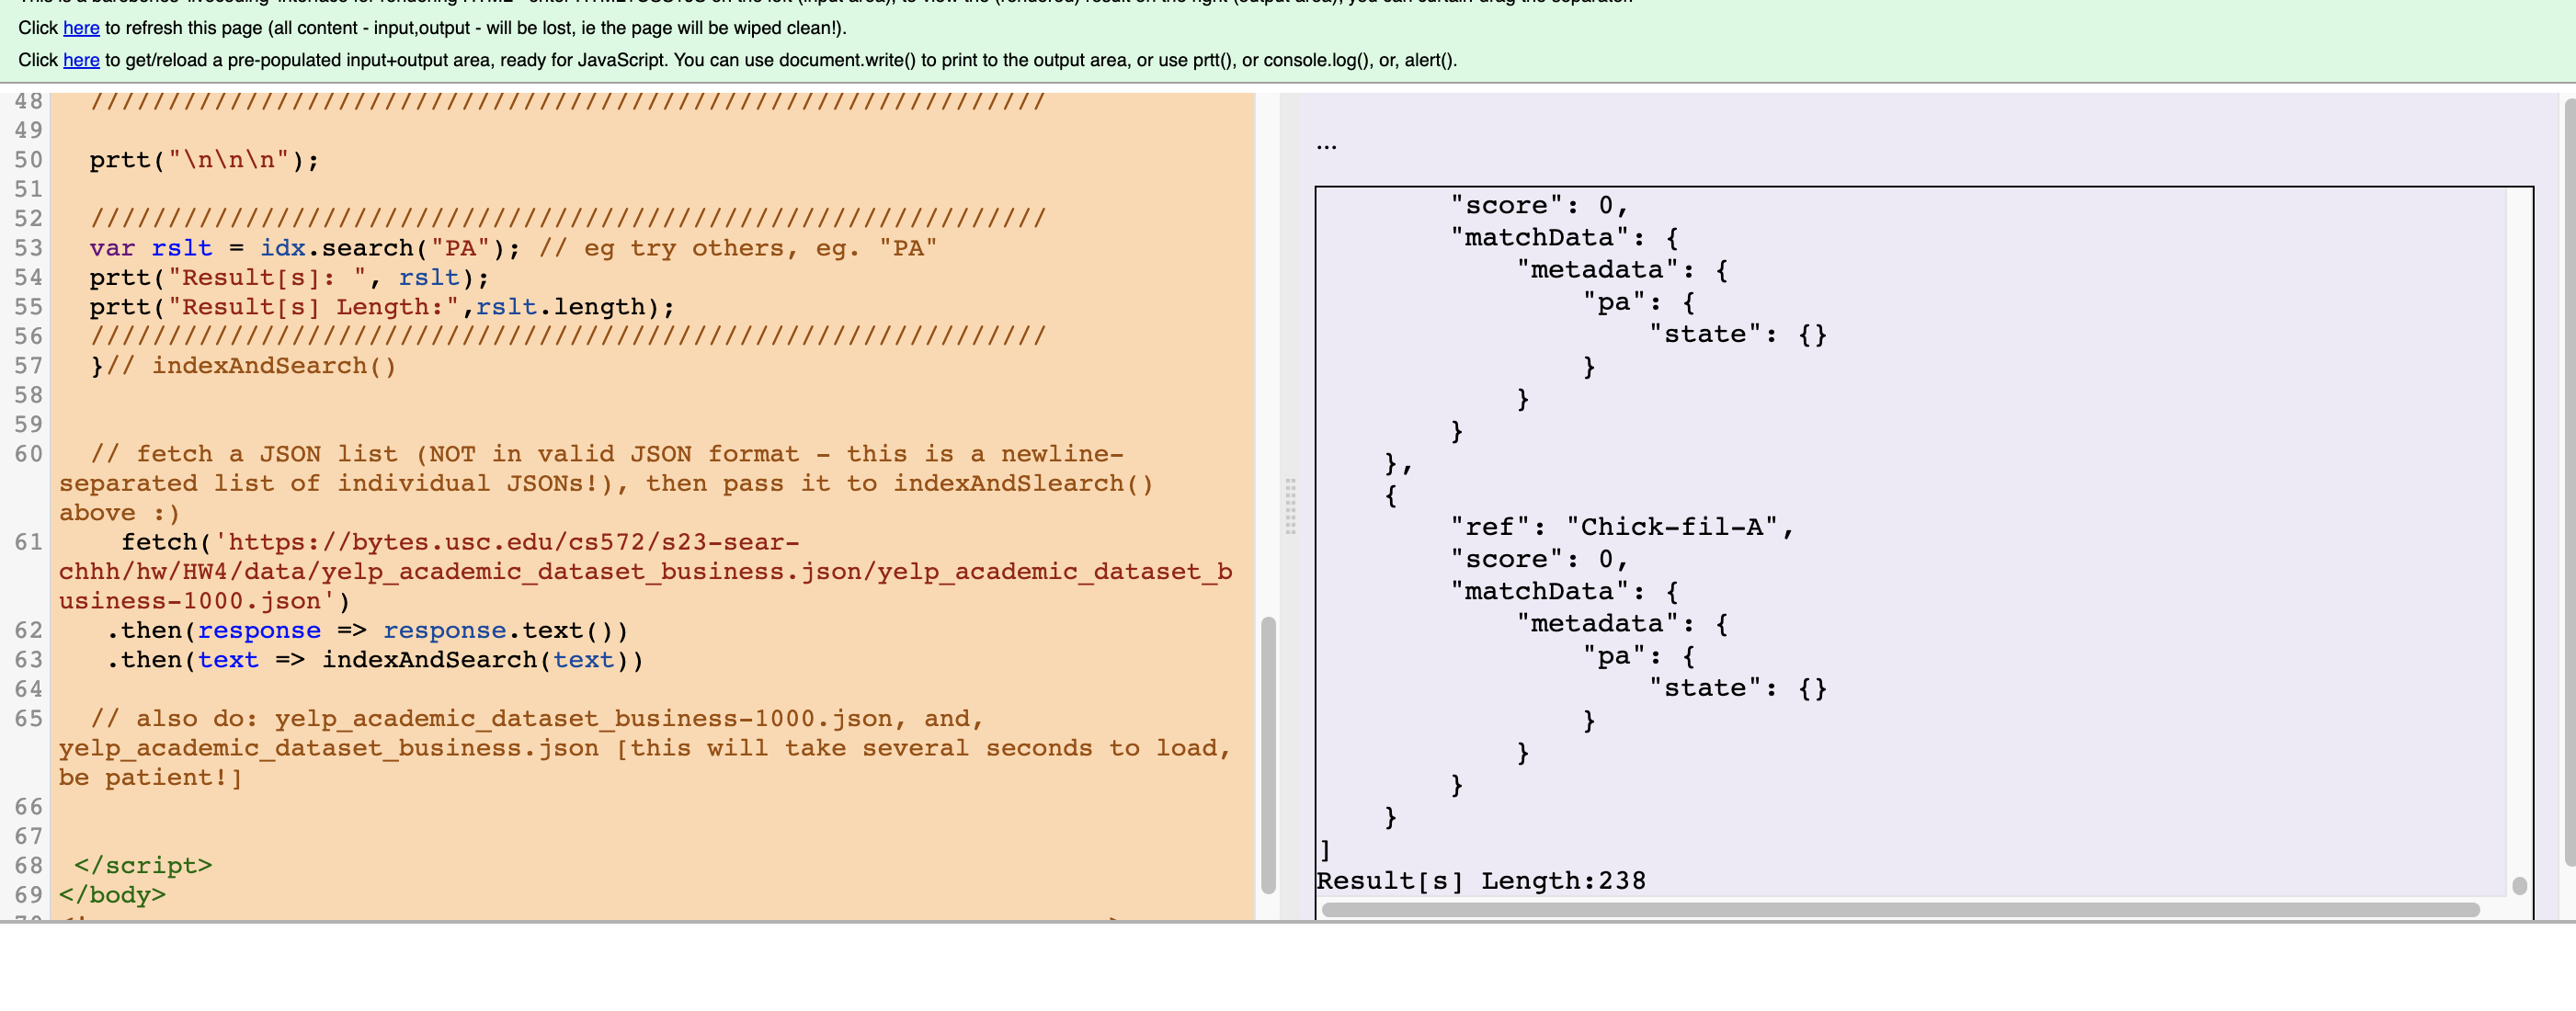 Click here to refresh this page (all content - input,output - will be lost, ie the page will be wiped clean!).
Click here to get/reload a pre-populated input+output area, ready for JavaScript. You can use document.write() to print to the output area, or use prtt(), or console.log(), or, alert().
48 //////////////////////////////////////////////////////////////
49
50 prtt("\n\n\n");
51
52 //////////////////////////////////////////////////////////////
53 var rslt = idx.search("PA"); // eg try others, eg. "PA"
54 prtt("Result[s]: ", rslt);
55 prtt("Result[s] Length:",rslt.length);
56 //////////////////////////////////////////////////////////////
57 }// indexAndSearch()
58
59
60 // fetch a JSON list (NOT in valid JSON format - this is a newline-
separated list of individual JSONs!), then pass it to indexAndSlearch()
above :)
61 fetch('https://bytes.usc.edu/cs572/s23-sear-
chhh/hw/HW4/data/yelp_academic_dataset_business.json/yelp_academic_dataset_b
usiness-1000.json')
62 .then(response => response.text())
63 .then(text => indexAndSearch(text))
64
65 // also do: yelp_academic_dataset_business-1000.json, and,
yelp_academic_dataset_business.json [this will take several seconds to load,
be patient!]
66
67
68 </script>
69 </body>
...
"score": 0,
"matchData": {
"metadata": {
"pa": {
"state": {}
}
}
}
},
{
"ref": "Chick-fil-A",
"score": 0,
"matchData": {
"metadata": {
"pa": {
"state": {}
}
}
}
}
]
Result[s] Length:238